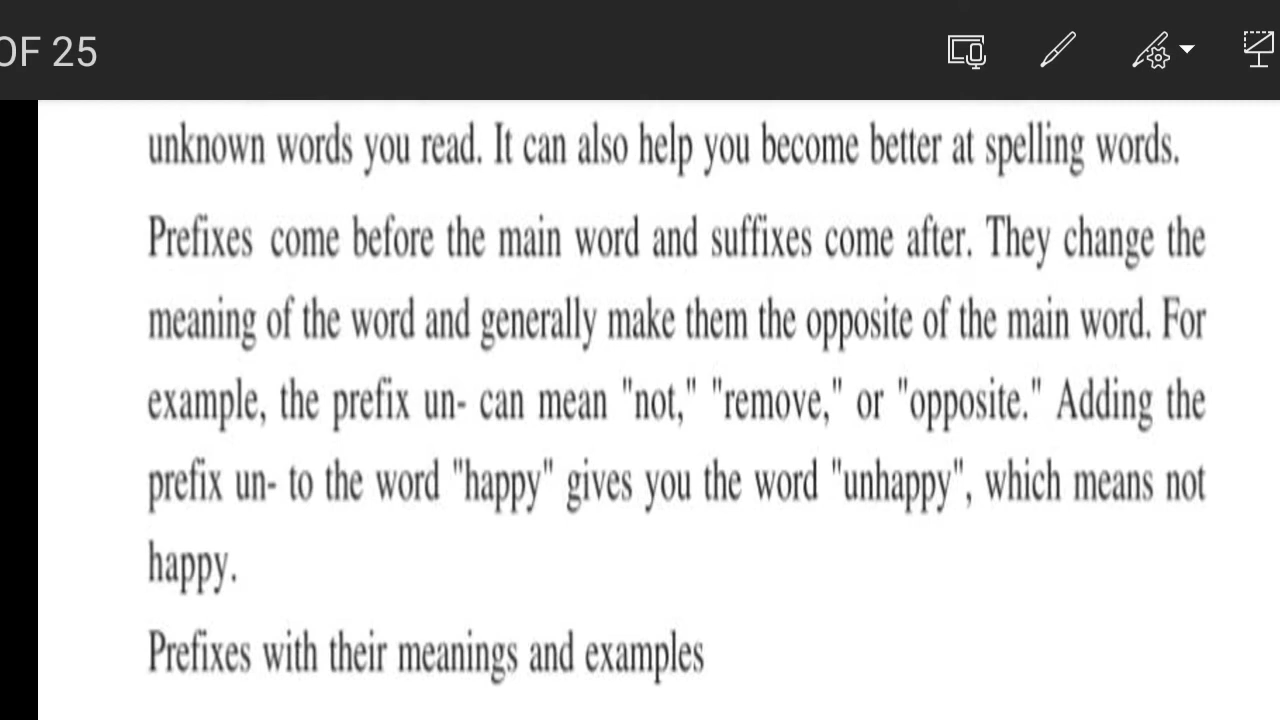 OF 25
unknown words you read. It can also help you become better at spelling words.
Prefixes come before the main word and suffixes come after. They change the
meaning of the word and generally make them the opposite of the main word. For
example, the prefix un- can mean "not," "remove," or "opposite." Adding the
prefix un- to the word "happy" gives you the word "unhappy", which means not
happy.
Prefixes with their meanings and examples